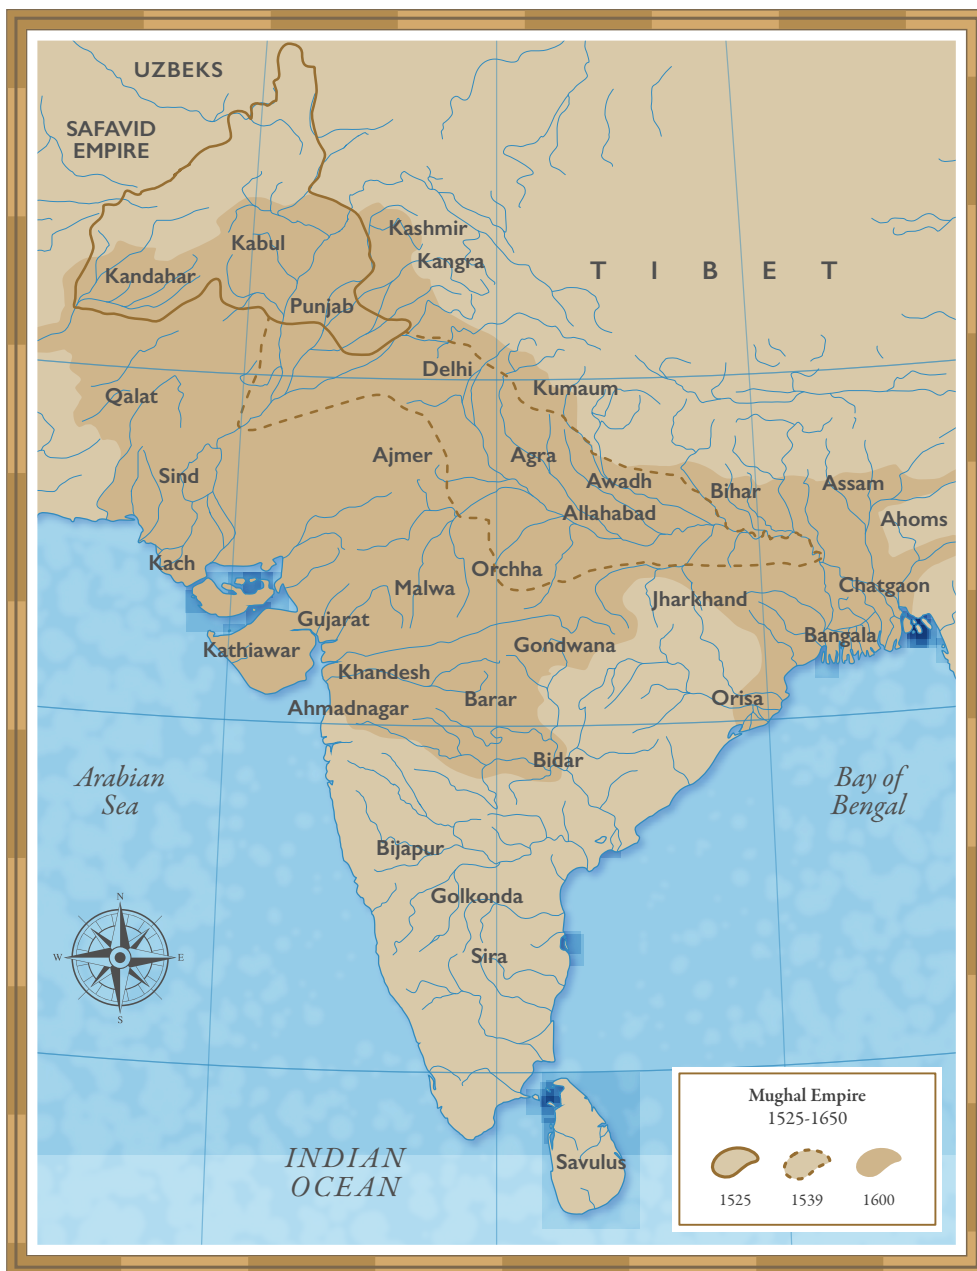 UZBEKS
SAFAVID
EMPIRE
Kashmir
Kabul
Kangra
Kandahar
TIBET
Punjab
Delhi
Kumaum
Qalat
Ajmer
Agra
Sind
Awadh
Bihar
Assam
Allahabad
Ahoms
Kach
Orchha
Malwa
Chatgaon
Jharkhand
Gujarat
Bangala
Kathiawar
Gondwana
Khandesh
Barar
Orisa
Ahmadnagar
Bidar
Arabian
Sea
Bay of
Bengal
Bijapur
Golkonda
N
W
E
S
Sira
Mughal Empire
1525-1650
1525
1539
1600
INDIAN
OCEAN
Savulus